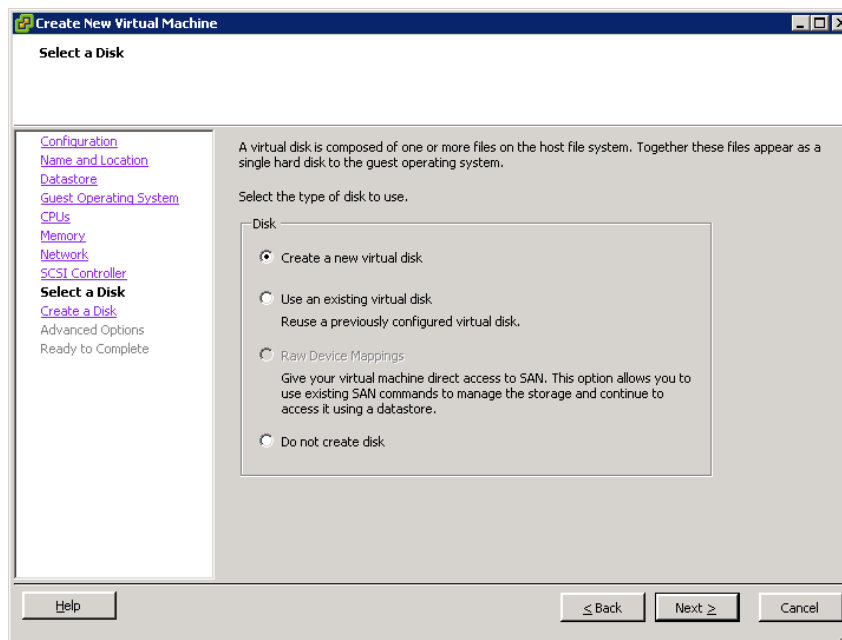 Create New Virtual Machine
Select a Disk
Configuration
Name and Location
Datastore
Guest Operating System
CPUs
Memory
Network
SCSI Controller
Select a Disk
Create a Disk
Advanced Options
Ready to Complete
A virtual disk is composed of one or more files on the host file system. Together these files appear as a
single hard disk to the guest operating system.
Select the type of disk to use.
Disk
Create a new virtual disk
Use an existing virtual disk
Reuse a previously configured virtual disk.
Raw Device Mappings
Give your virtual machine direct access to SAN. This option allows you to
use existing SAN commands to manage the storage and continue to
access it using a datastore.
Do not create disk
Help
< Back
Next >
Cancel